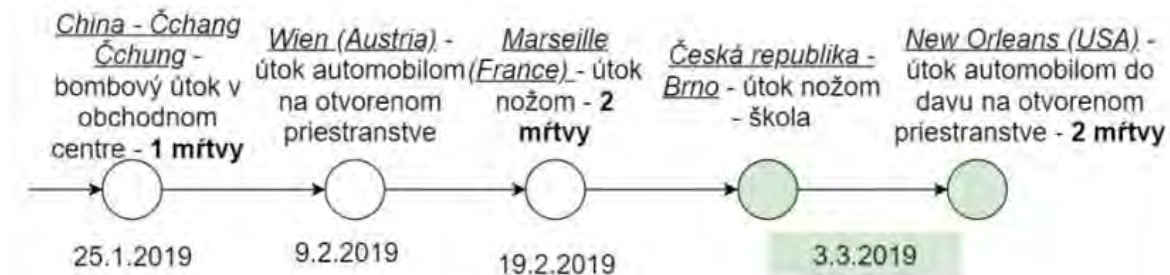 China - Čchang
Čchung -
bombový útok v
obchodnom
centre - 1 mŕtvy
Wien (Austria) -
útok automobilom
na otvorenom
priestranstve
Marseille
(France) - útok
nožom - 2
mŕtvy
Česká republika -
Brno - útok nožom
- škola
New Orleans (USA) -
útok automobilom do
davu na otvorenom
priestranstve - 2 mŕtvy
25.1.2019
9.2.2019
19.2.2019
3.3.2019